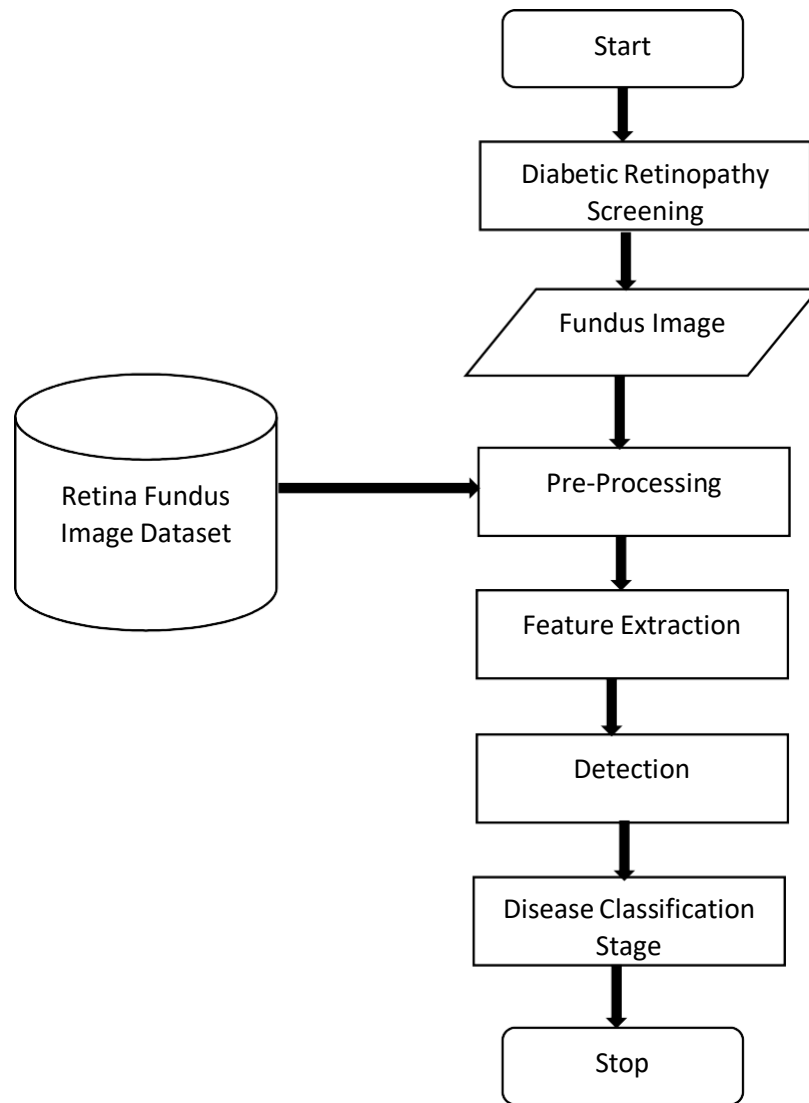 Start
Diabetic Retinopathy
Screening
Fundus Image
Retina Fundus
Image Dataset
Pre-Processing
Feature Extraction
Detection
Disease Classification
Stage
Stop